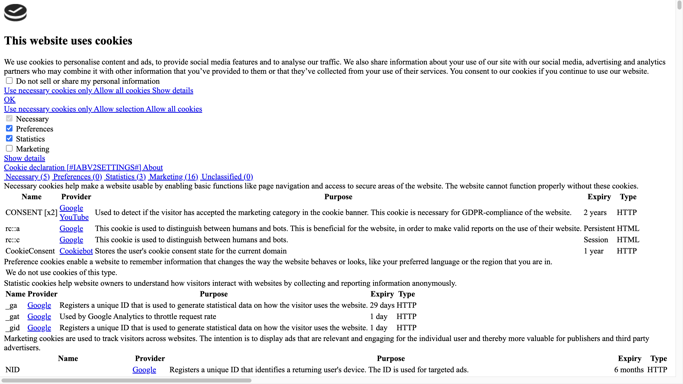 This website uses cookies
We use cookies to personalise content and ads, to provide social media features and to analyse our traffic. We also share information about your use of our site with our social media, advertising and analytics
partners who may combine it with other information that you've provided to them or that they've collected from your use of their services. You consent to our cookies if you continue to use our website.
Do not sell or share my personal information
Use necessary cookies only Allow all cookies Show details
OK
Use necessary cookies only Allow selection Allow all cookies
Necessary
Preferences
Statistics
Marketing
Show details
Cookie declaration [#IABV2SETTINGS#] About
Necessary (5) Preferences (0) Statistics (3) Marketing (16) Unclassified (0)
Necessary cookies help make a website usable by enabling basic functions like page navigation and access to secure areas of the website. The website cannot function properly without these cookies.
Name Provider Purpose Expiry Type
CONSENT [x2] Google YouTube Used to detect if the visitor has accepted the marketing category in the cookie banner. This cookie is necessary for GDPR-compliance of the website. 2 years HTTP
rc::a Google This cookie is used to distinguish between humans and bots. This is beneficial for the website, in order to make valid reports on the use of their website. Persistent HTML
rc::c Google This cookie is used to distinguish between humans and bots. Session HTML
CookieConsent Cookiebot Stores the user's cookie consent state for the current domain 1 year HTTP
Preference cookies enable a website to remember information that changes the way the website behaves or looks, like your preferred language or the region that you are in.
We do not use cookies of this type.
Statistic cookies help website owners to understand how visitors interact with websites by collecting and reporting information anonymously.
Name Provider Purpose Expiry Type
_ga Google Registers a unique ID that is used to generate statistical data on how the visitor uses the website. 29 days HTTP
_gat Google Used by Google Analytics to throttle request rate 1 day HTTP
_gid Google Registers a unique ID that is used to generate statistical data on how the visitor uses the website. 1 day HTTP
Marketing cookies are used to track visitors across websites. The intention is to display ads that are relevant and engaging for the individual user and thereby more valuable for publishers and third party
advertisers.
Name Provider Purpose Expiry Type
NID Google Registers a unique ID that identifies a returning user's device. The ID is used for targeted ads. 6 months HTTP